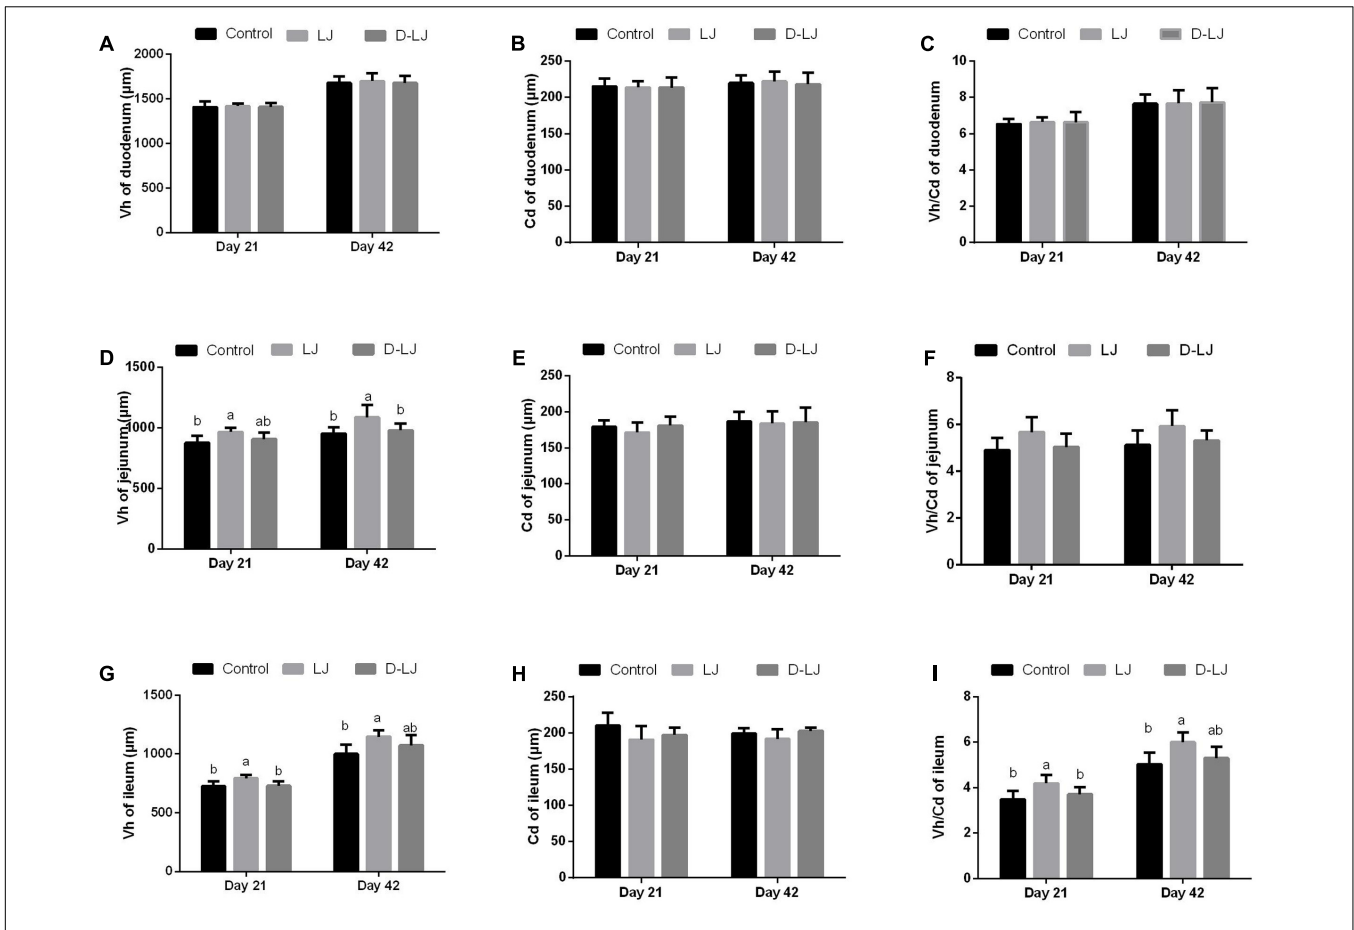 A
Control LJ D-LJ
Vh of duodenum (μm)
2000
1500
1000
500
0
Day 21 Day 42
B
Control LJ D-LJ
Cd of duodenum (μm)
250
200
150
100
50
0
Day 21 Day 42
C
Control LJ D-LJ
Vh/Cd of duodenum
10
8
6
4
2
0
Day 21 Day 42
D
Control LJ D-LJ
Vh of jejunum (μm)
1500
1000
500
0
b a ab b a b
Day 21 Day 42
E
Control LJ D-LJ
Cd of jejunum (μm)
250
200
150
100
50
0
Day 21 Day 42
F
Control LJ D-LJ
Vh/Cd of jejunum
8
6
4
2
0
Day 21 Day 42
G
Control LJ D-LJ
Vh of ileum (μm)
1500
1000
500
0
b a b b a ab
Day 21 Day 42
H
Control LJ D-LJ
Cd of ileum (μm)
250
200
150
100
50
0
Day 21 Day 42
I
Control LJ D-LJ
Vh/Cd of ileum
8
6
4
2
0
b a b b a ab
Day 21 Day 42